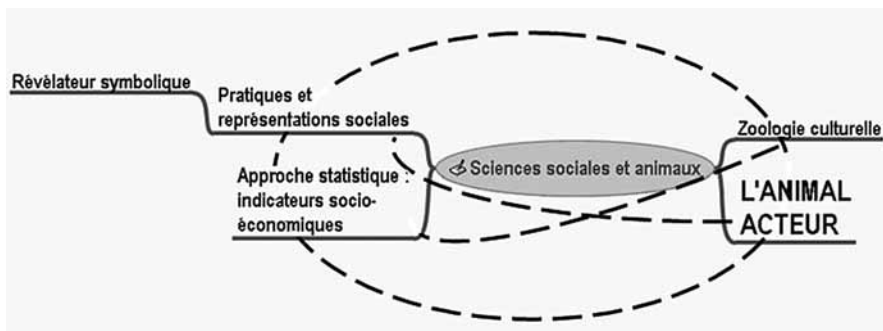 Révélateur symbolique
Pratiques et
représentations sociales
Approche statistique :
indicateurs socio-
économiques
Sciences sociales et animaux
Zoologie culturelle
L'ANIMAL
ACTEUR